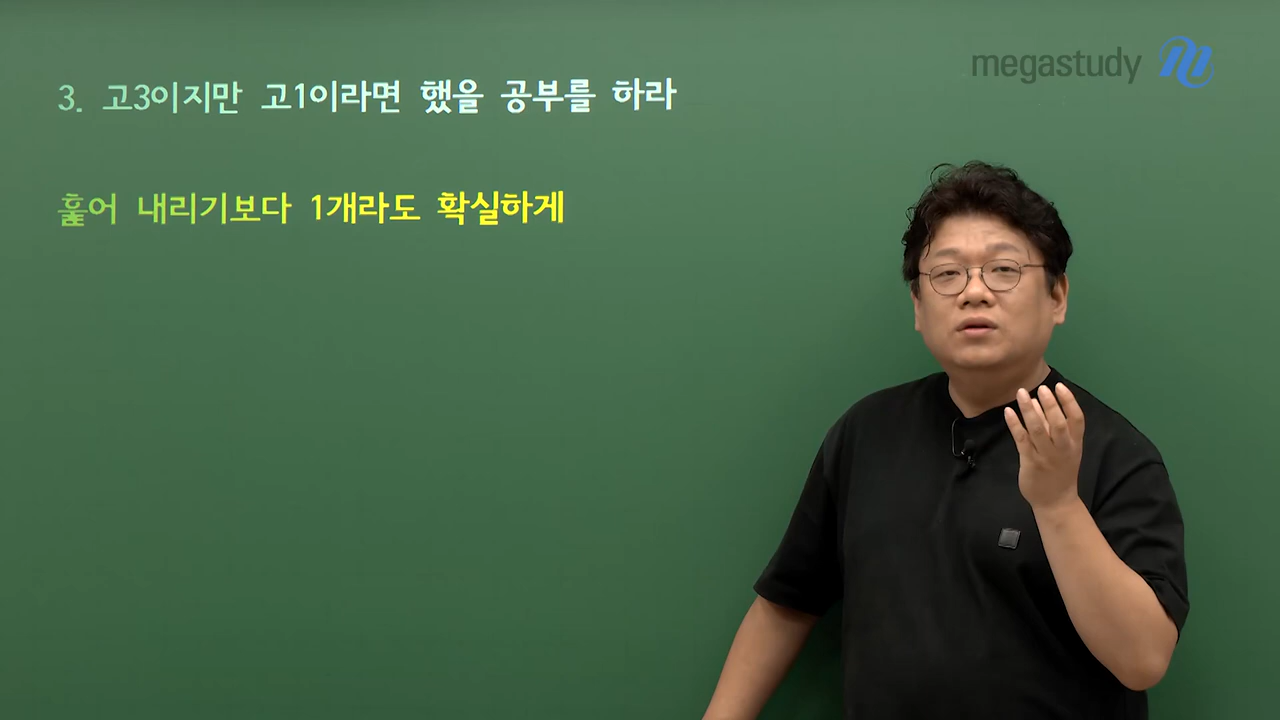 megastudy
3. 고3이지만 고1이라면 했을 공부를 하라
훑어 내리기보다 1개라도 확실하게